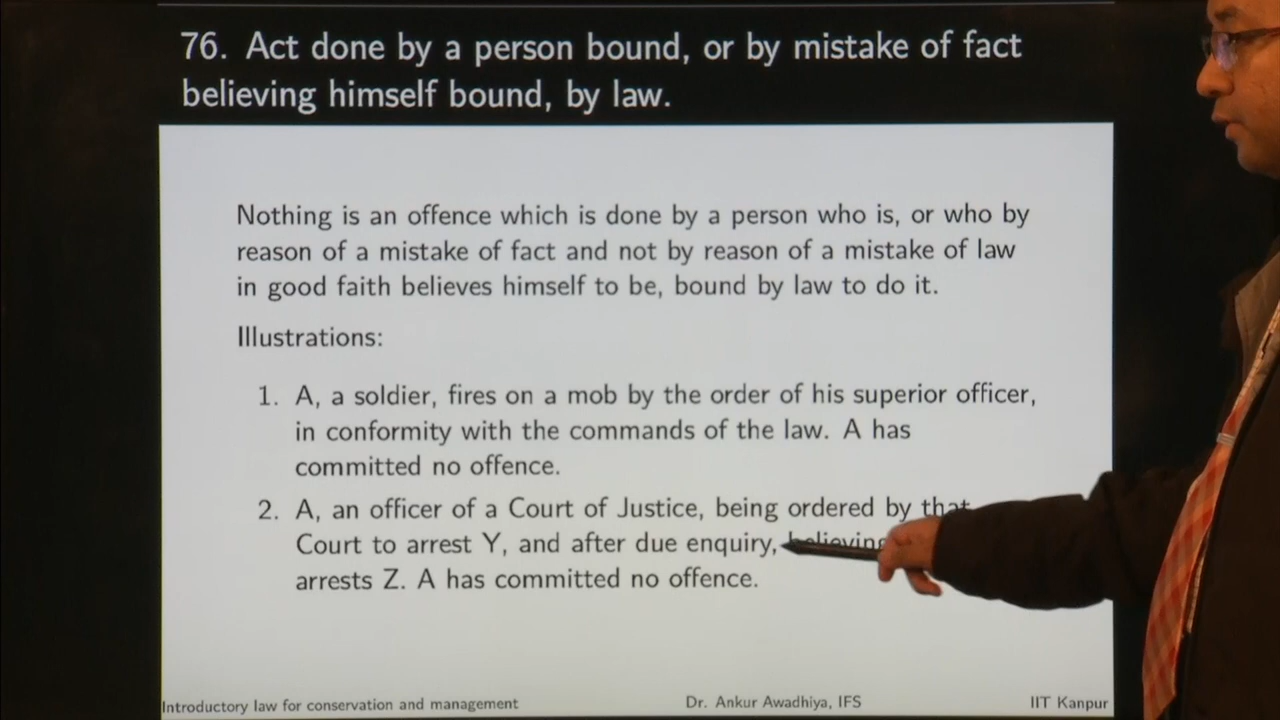 76. Act done by a person bound, or by mistake of fact
believing himself bound, by law.
Nothing is an offence which is done by a person who is, or who by
reason of a mistake of fact and not by reason of a mistake of law
in good faith believes himself to be, bound by law to do it.
Illustrations:
1. A, a soldier, fires on a mob by the order of his superior officer,
in conformity with the commands of the law. A has
committed no offence.
2. A, an officer of a Court of Justice, being ordered by that
Court to arrest Y, and after due enquiry, believing
arrests Z. A has committed no offence.
Introductory law for conservation and management
Dr. Ankur Awadhiya, IFS
IIT Kanpur